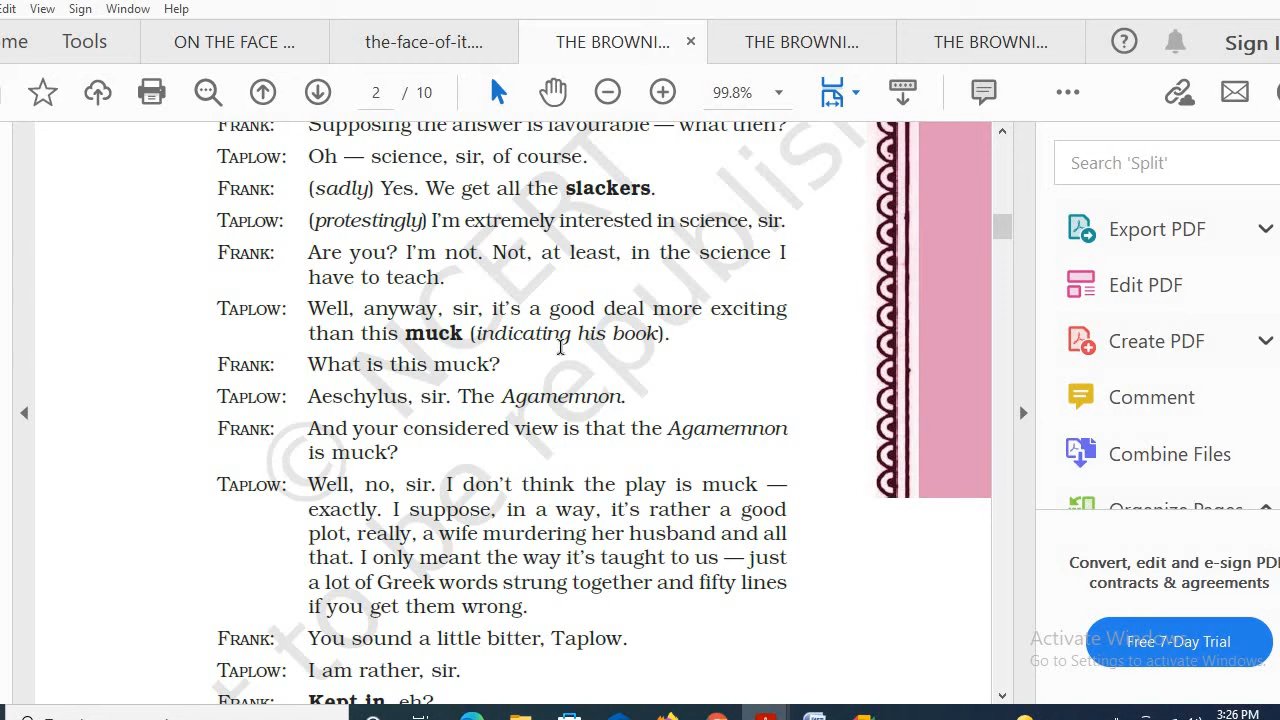 Edit View Sign Window Help
ome Tools ON THE FACE ... the-face-of-it.... THE BROWNI... × THE BROWNI... THE BROWNI... Sign I
2 / 10 99.8%
FRANK: Supposing the answer is favourable — what then?
TAPLOW: Oh — science, sir, of course.
FRANK: (sadly) Yes. We get all the slackers.
TAPLOW: (protestingly) I'm extremely interested in science, sir.
FRANK: Are you? I'm not. Not, at least, in the science I
have to teach.
TAPLOW: Well, anyway, sir, it's a good deal more exciting
than this muck (indicating his book).
FRANK: What is this muck?
TAPLOW: Aeschylus, sir. The Agamemnon.
FRANK: And your considered view is that the Agamemnon
is muck?
TAPLOW: Well, no, sir. I don't think the play is muck —
exactly. I suppose, in a way, it's rather a good
plot, really, a wife murdering her husband and all
that. I only meant the way it's taught to us — just
a lot of Greek words strung together and fifty lines
if you get them wrong.
FRANK: You sound a little bitter, Taplow.
TAPLOW: I am rather, sir.
FRANK: Kept in, eh?
© NCERT
to be republish
Search 'Split'
Export PDF
Edit PDF
Create PDF
Comment
Combine Files
Organize Pages
Convert, edit and e-sign PD
contracts & agreements
Free 7-Day Trial
Activate Windows
Go to Settings to activate Windows.
3:26 PM